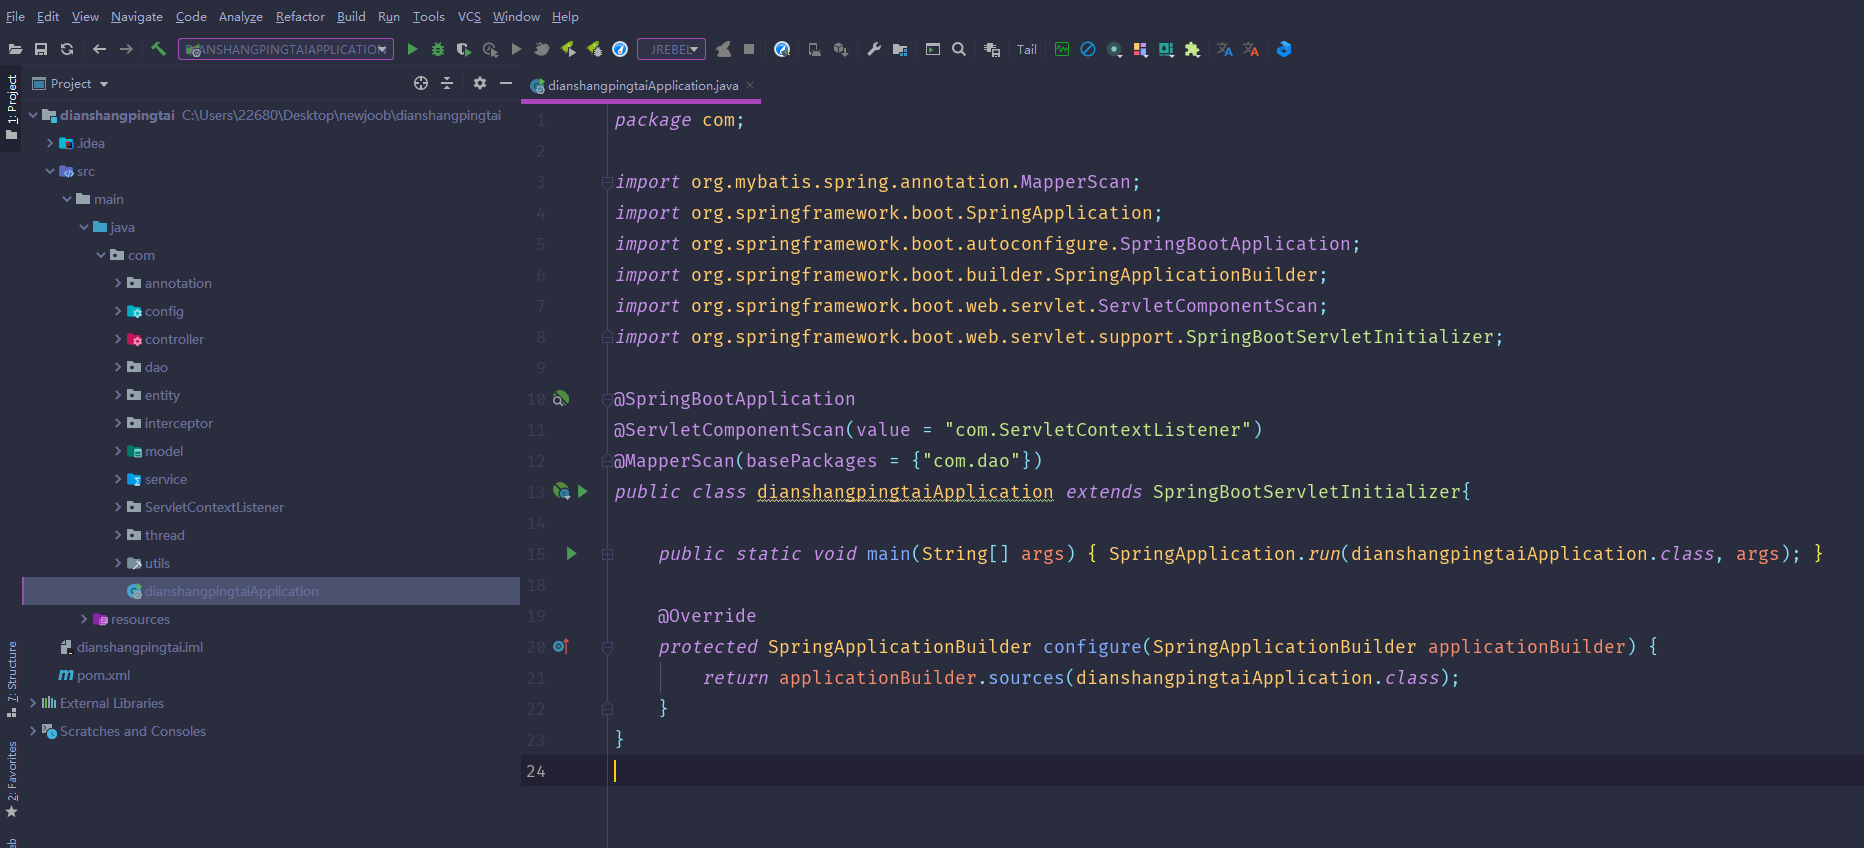 File Edit View Navigate Code Analyze Refactor Build Run Tools VCS Window Help
DIANSHANGPINGTAIAPPLICATION JREBEL Tail
Project dianshangpingtaiApplication.java
1: Project
7: Structure
2: Favorites
dianshangpingtai C:\Users\22680\Desktop\newjoob\dianshangpingtai
.idea
src
main
java
com
annotation
config
controller
dao
entity
interceptor
model
service
ServletContextListener
thread
utils
dianshangpingtaiApplication
resources
dianshangpingtai.iml
pom.xml
External Libraries
Scratches and Consoles
1 package com;
2
3 import org.mybatis.spring.annotation.MapperScan;
4 import org.springframework.boot.SpringApplication;
5 import org.springframework.boot.autoconfigure.SpringBootApplication;
6 import org.springframework.boot.builder.SpringApplicationBuilder;
7 import org.springframework.boot.web.servlet.ServletComponentScan;
8 import org.springframework.boot.web.servlet.support.SpringBootServletInitializer;
9
10 @SpringBootApplication
11 @ServletComponentScan(value = "com.ServletContextListener")
12 @MapperScan(basePackages = {"com.dao"})
13 public class dianshangpingtaiApplication extends SpringBootServletInitializer{
14
15 public static void main(String[] args) { SpringApplication.run(dianshangpingtaiApplication.class, args); }
18
19 @Override
20 protected SpringApplicationBuilder configure(SpringApplicationBuilder applicationBuilder) {
21 return applicationBuilder.sources(dianshangpingtaiApplication.class);
22 }
23 }
24